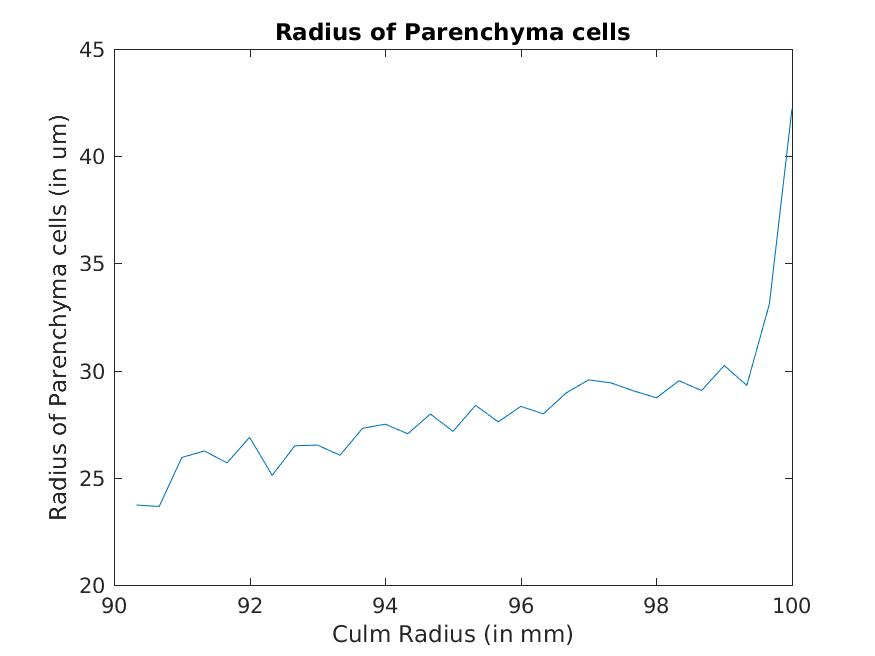 Radius of Parenchyma cells
45
40
35
30
25
20
Radius of Parenchyma cells (in um)
90 92 94 96 98 100
Culm Radius (in mm)